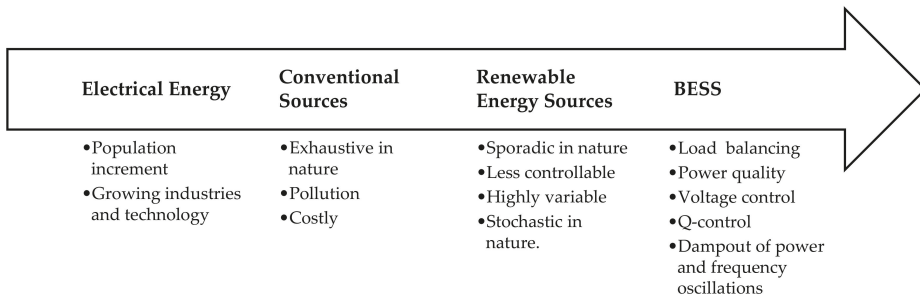 Electrical Energy
Conventional
Sources
Renewable
Energy Sources
BESS
•Population
increment
•Growing industries
and technology
•Exhaustive in
nature
•Pollution
•Costly
•Sporadic in nature
•Less controllable
•Highly variable
•Stochastic in
nature.
•Load balancing
•Power quality
•Voltage control
•Q-control
•Dampout of power
and frequency
oscillations